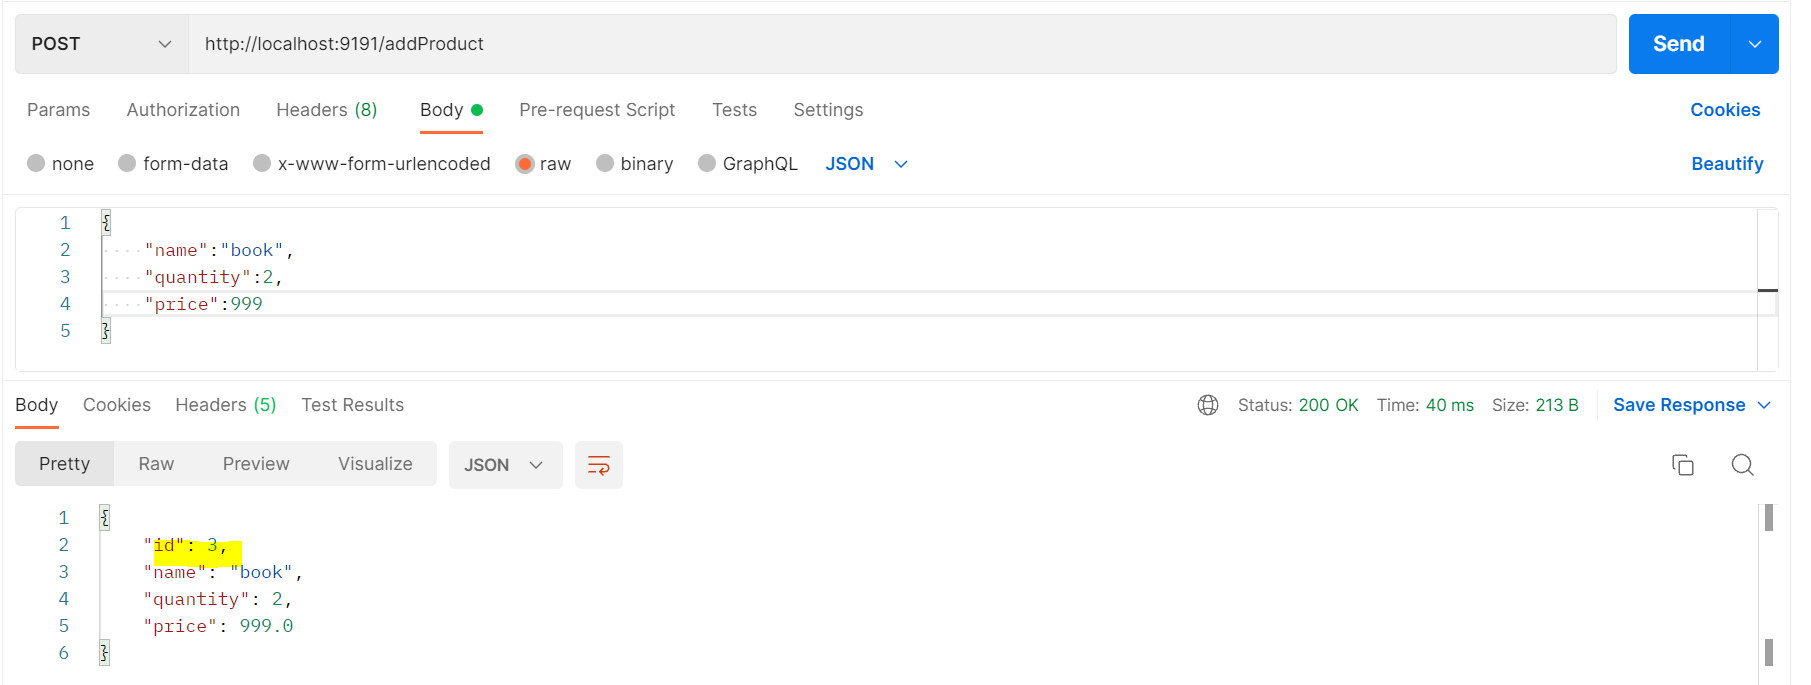 POST http://localhost:9191/addProduct Send
Params Authorization Headers (8) Body Pre-request Script Tests Settings Cookies
none form-data x-www-form-urlencoded raw binary GraphQL JSON Beautify
1 {
2 "name":"book",
3 "quantity":2,
4 "price":999
5 }
Body Cookies Headers (5) Test Results Status: 200 OK Time: 40 ms Size: 213 B Save Response
Pretty Raw Preview Visualize JSON
1 {
2 "id": 3,
3 "name": "book",
4 "quantity": 2,
5 "price": 999.0
6 }